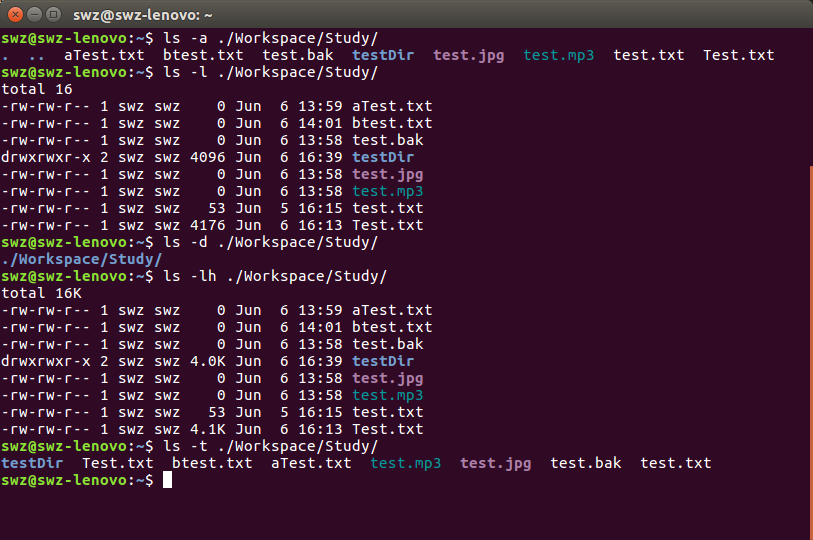 swz@swz-lenovo: ~
swz@swz-lenovo:~$ ls -a ./Workspace/Study/
.  ..  aTest.txt  btest.txt  test.bak  testDir  test.jpg  test.mp3  test.txt  Test.txt
swz@swz-lenovo:~$ ls -l ./Workspace/Study/
total 16
-rw-rw-r-- 1 swz swz    0 Jun  6 13:59 aTest.txt
-rw-rw-r-- 1 swz swz    0 Jun  6 14:01 btest.txt
-rw-rw-r-- 1 swz swz    0 Jun  6 13:58 test.bak
drwxrwxr-x 2 swz swz 4096 Jun  6 16:39 testDir
-rw-rw-r-- 1 swz swz    0 Jun  6 13:58 test.jpg
-rw-rw-r-- 1 swz swz    0 Jun  6 13:58 test.mp3
-rw-rw-r-- 1 swz swz   53 Jun  5 16:15 test.txt
-rw-rw-r-- 1 swz swz 4176 Jun  6 16:13 Test.txt
swz@swz-lenovo:~$ ls -d ./Workspace/Study/
./Workspace/Study/
swz@swz-lenovo:~$ ls -lh ./Workspace/Study/
total 16K
-rw-rw-r-- 1 swz swz    0 Jun  6 13:59 aTest.txt
-rw-rw-r-- 1 swz swz    0 Jun  6 14:01 btest.txt
-rw-rw-r-- 1 swz swz    0 Jun  6 13:58 test.bak
drwxrwxr-x 2 swz swz 4.0K Jun  6 16:39 testDir
-rw-rw-r-- 1 swz swz    0 Jun  6 13:58 test.jpg
-rw-rw-r-- 1 swz swz    0 Jun  6 13:58 test.mp3
-rw-rw-r-- 1 swz swz   53 Jun  5 16:15 test.txt
-rw-rw-r-- 1 swz swz 4.1K Jun  6 16:13 Test.txt
swz@swz-lenovo:~$ ls -t ./Workspace/Study/
testDir  Test.txt  btest.txt  aTest.txt  test.mp3  test.jpg  test.bak  test.txt
swz@swz-lenovo:~$